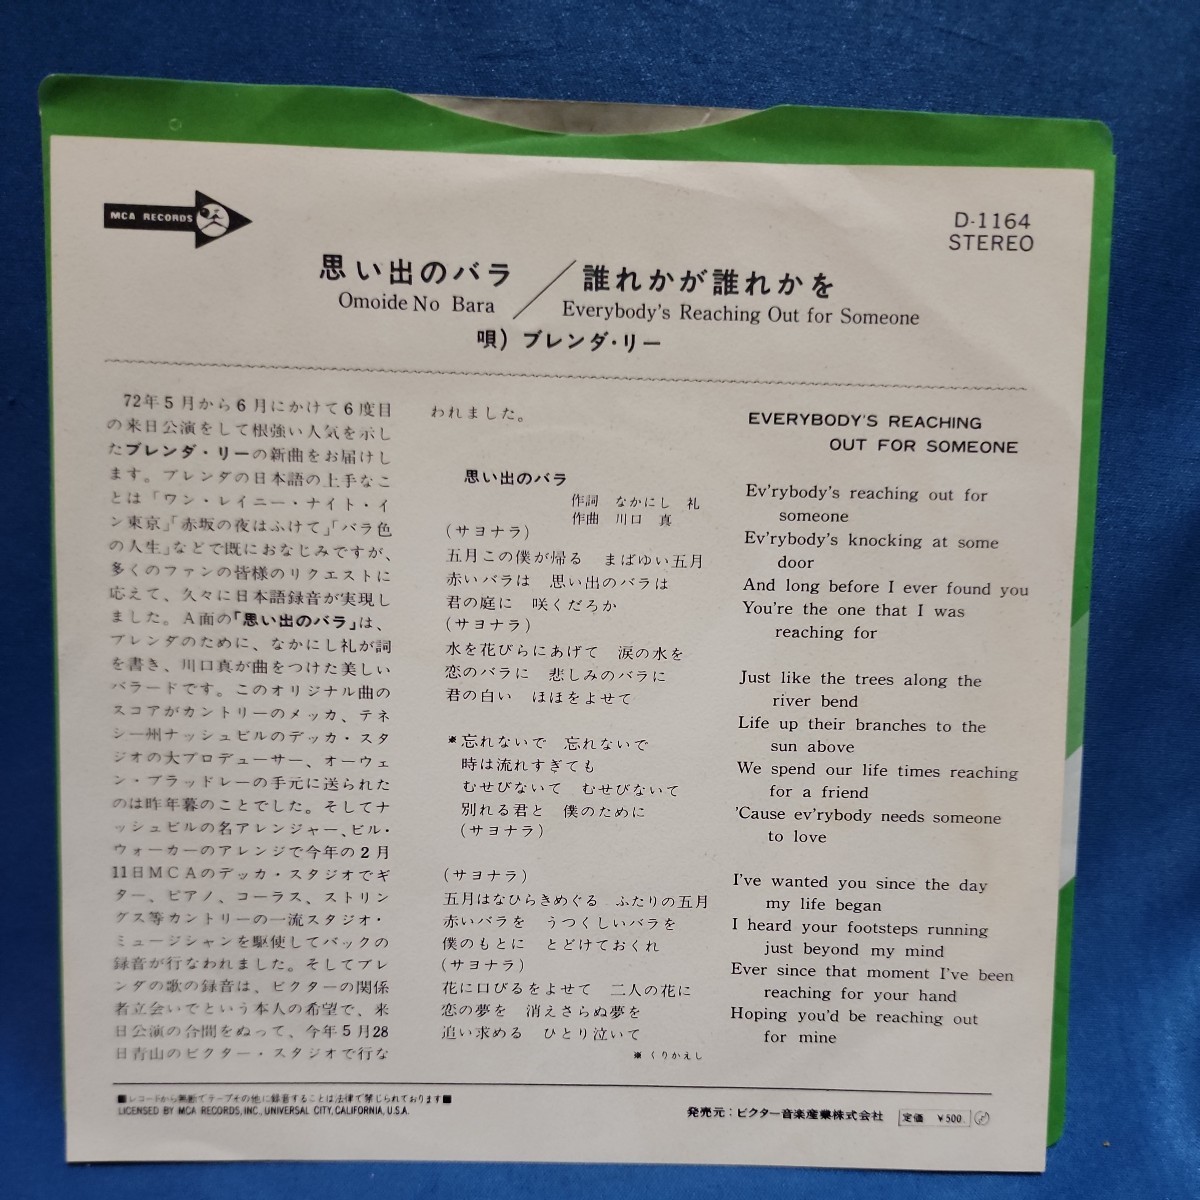 MCA RECORDS
D-1164
STEREO
思い出のバラ／誰れかが誰れかを
Omoide No Bara Everybody's Reaching Out for Someone
唄) ブレンダ・リー
72年5月から6月にかけて6度目
の来日公演をして根強い人気を示し
たブレンダ・リーの新曲をお届けし
ます。ブレンダの日本語の上手なこ
とは「ワン・レイニー・ナイト・イ
ン東京」「赤坂の夜はふけて」「バラ色
の人生」などで既におなじみですが、
多くのファンの皆様のリクエストに
応えて、久々に日本語録音が実現し
ました。A面の「思い出のバラ」は、
ブレンダのために、なかにし礼が詞
を書き、川口真が曲をつけた美しい
バラードです。このオリジナル曲の
スコアがカントリーのメッカ、テネ
シー州ナッシュビルのデッカ・スタ
ジオの大プロデューサー、オーウェ
ン・ブラッドレーの手元に送られた
のは昨年暮のことでした。そしてナ
ッシュビルの名アレンジャー、ビル・
ウォーカーのアレンジで今年の2月
11日MCAのデッカ・スタジオでギ
ター、ピアノ、コーラス、ストリン
グス等カントリーの一流スタジオ・
ミュージシャンを駆使してバックの
録音が行なわれました。そしてブレ
ンダの歌の録音は、ビクターの関係
者立会いでという本人の希望で、来
日公演の合間をぬって、今年5月28
日青山のビクター・スタジオで行な
われました。
思い出のバラ
作詞 なかにし 礼
作曲 川口 真
(サヨナラ)
五月この僕が帰る まばゆい五月
赤いバラは 思い出のバラは
君の庭に 咲くだろか
(サヨナラ)
水を花びらにあげて 涙の水を
恋のバラに 悲しみのバラに
君の白い ほほをよせて
※忘れないで 忘れないで
時は流れすぎても
むせびないて むせびないて
別れる君と 僕のために
(サヨナラ)
(サヨナラ)
五月はなひらきめぐる ふたりの五月
赤いバラを うつくしいバラを
僕のもとに とどけておくれ
(サヨナラ)
花に口びるをよせて 二人の花に
恋の夢を 消えさらぬ夢を
追い求める ひとり泣いて
※くりかえし
EVERYBODY'S REACHING
OUT FOR SOMEONE
Ev'rybody's reaching out for
someone
Ev'rybody's knocking at some
door
And long before I ever found you
You're the one that I was
reaching for
Just like the trees along the
river bend
Life up their branches to the
sun above
We spend our life times reaching
for a friend
'Cause ev'rybody needs someone
to love
I've wanted you since the day
my life began
I heard your footsteps running
just beyond my mind
Ever since that moment I've been
reaching for your hand
Hoping you'd be reaching out
for mine
■レコードから無断でテープその他に録音することは法律で禁じられております■
LICENSED BY MCA RECORDS, INC., UNIVERSAL CITY, CALIFORNIA, U.S.A.
発売元：ビクター音楽産業株式会社 定価 ￥500